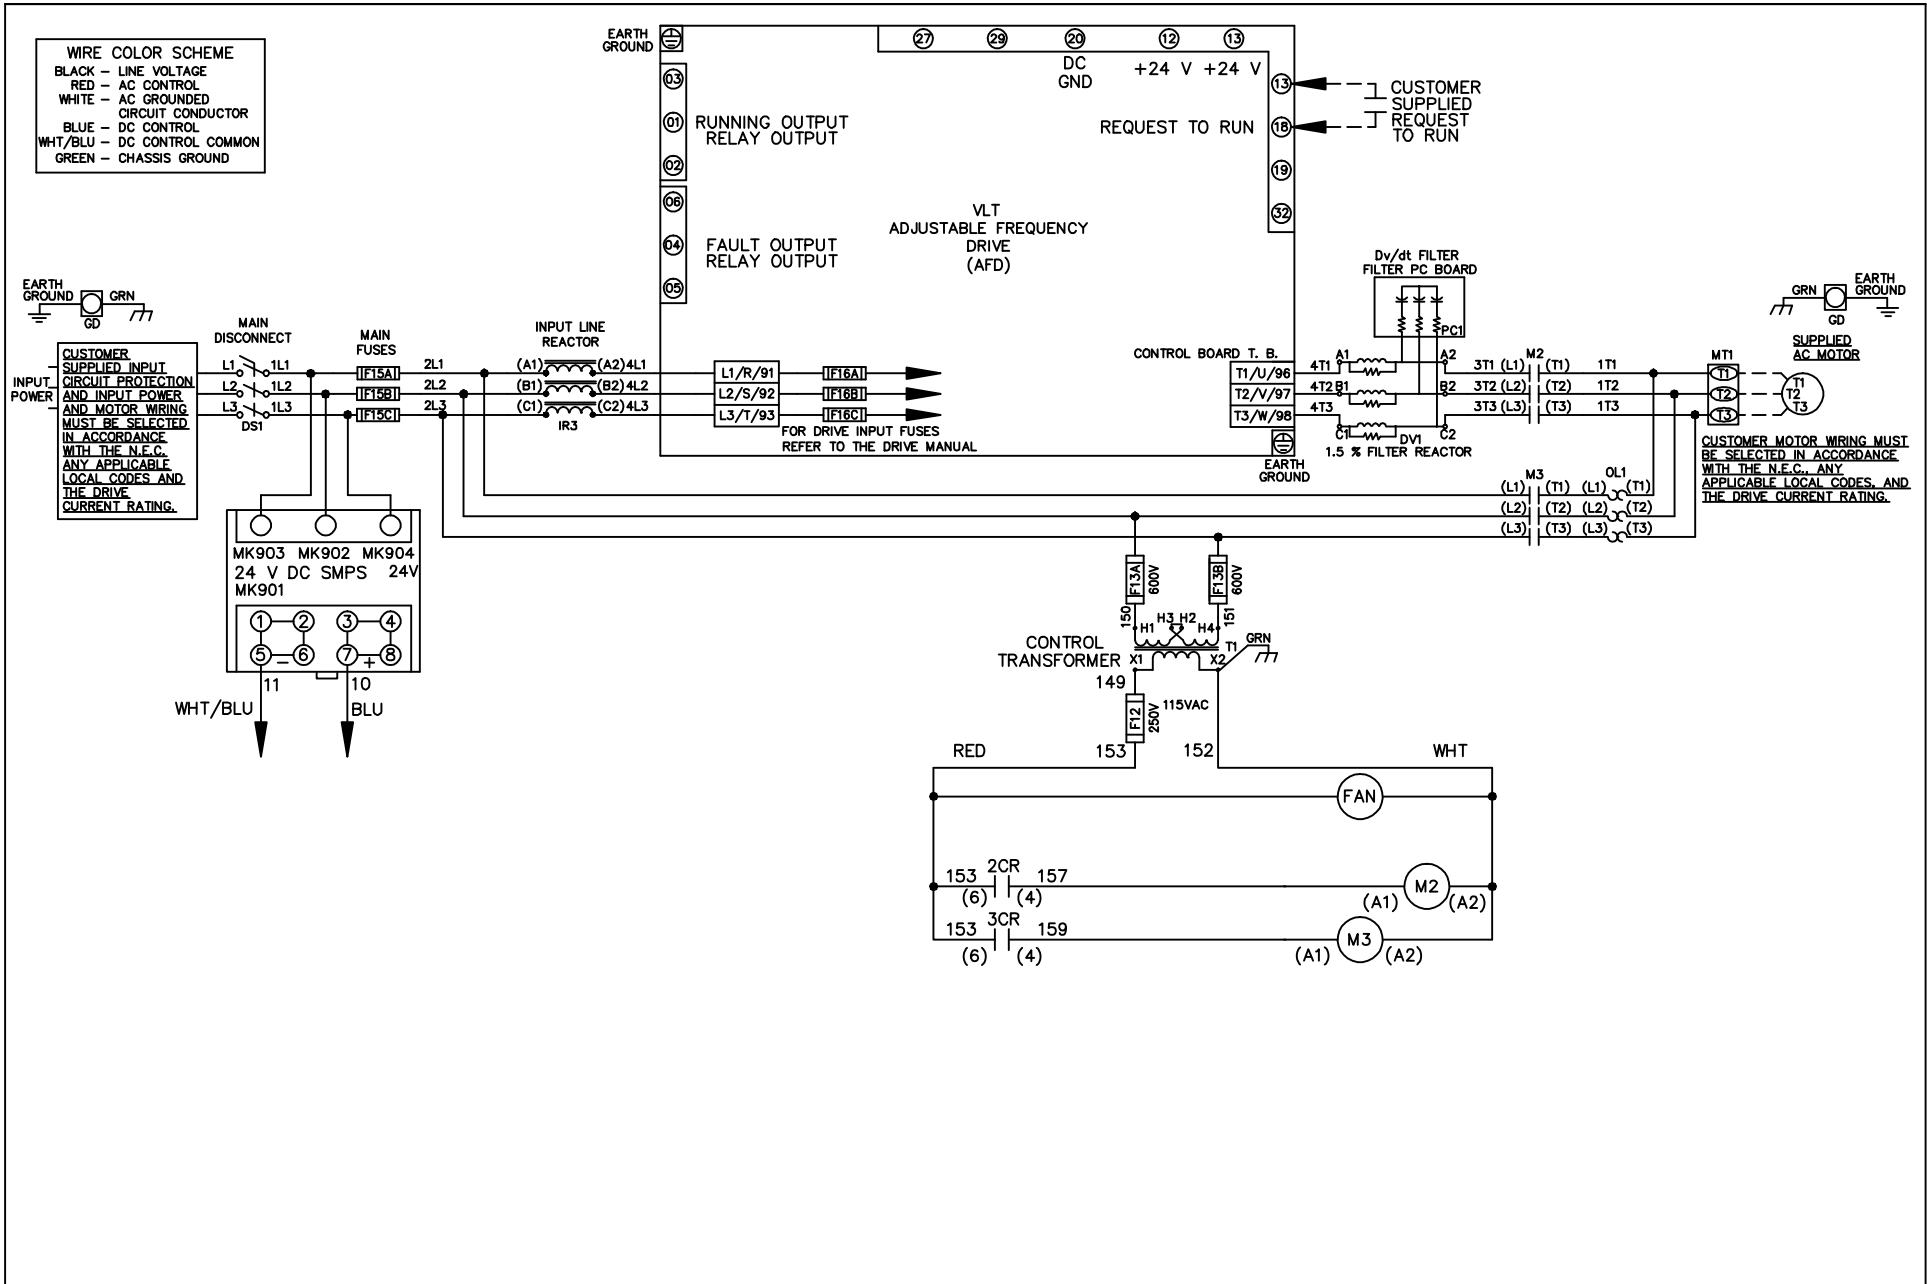 WIRE COLOR SCHEME
BLACK – LINE VOLTAGE
RED – AC CONTROL
WHITE – AC GROUNDED
CIRCUIT CONDUCTOR
BLUE – DC CONTROL
WHT/BLU – DC CONTROL COMMON
GREEN – CHASSIS GROUND
EARTH
GROUND
27 29 20 12 13
DC
GND
+24 V +24 V
03
01
02
RUNNING OUTPUT
RELAY OUTPUT
06
04
05
FAULT OUTPUT
RELAY OUTPUT
VLT
ADJUSTABLE FREQUENCY
DRIVE
(AFD)
13
REQUEST TO RUN 18
19
32
CUSTOMER
SUPPLIED
REQUEST
TO RUN
Dv/dt FILTER
FILTER PC BOARD
PC1
EARTH
GROUND
GRN
GD
INPUT
POWER
CUSTOMER
SUPPLIED INPUT
CIRCUIT PROTECTION
AND INPUT POWER
AND MOTOR WIRING
MUST BE SELECTED
IN ACCORDANCE
WITH THE N.E.C.
ANY APPLICABLE
LOCAL CODES AND
THE DRIVE
CURRENT RATING.
MAIN
DISCONNECT
L1 1L1
L2 1L2
L3 1L3
DS1
MAIN
FUSES
F15A 2L1
F15B 2L2
F15C 2L3
INPUT LINE
REACTOR
(A1) (A2) 4L1
(B1) (B2) 4L2
(C1) (C2) 4L3
IR3
L1/R/91 F16A
L2/S/92 F16B
L3/T/93 F16C
FOR DRIVE INPUT FUSES
REFER TO THE DRIVE MANUAL
CONTROL BOARD T. B.
T1/U/96 4T1
T2/V/97 4T2
T3/W/98 4T3
EARTH
GROUND
A1 A2
B1 B2
C1 C2
DV1
1.5 % FILTER REACTOR
M2
3T1 (L1) (T1) 1T1
3T2 (L2) (T2) 1T2
3T3 (L3) (T3) 1T3
GRN
EARTH
GROUND
GD
SUPPLIED
AC MOTOR
MT1
T1
T2
T3
T1
T2
T3
CUSTOMER MOTOR WIRING MUST
BE SELECTED IN ACCORDANCE
WITH THE N.E.C., ANY
APPLICABLE LOCAL CODES, AND
THE DRIVE CURRENT RATING.
M3 OL1
(L1) (T1) (L1) (T1)
(L2) (T2) (L2) (T2)
(L3) (T3) (L3) (T3)
MK903 MK902 MK904
24 V DC SMPS 24V
MK901
1 2 3 4
5 – 6 7 + 8
11 10
WHT/BLU BLU
F13A 600V
F13B 600V
150 151
H1 H3 H2 H4
CONTROL
TRANSFORMER
T1
GRN
X1 X2
149
F12 250V
115VAC
RED 153 152 WHT
FAN
153 2CR 157
(6) (4)
M2
(A1) (A2)
153 3CR 159
(6) (4)
M3
(A1) (A2)